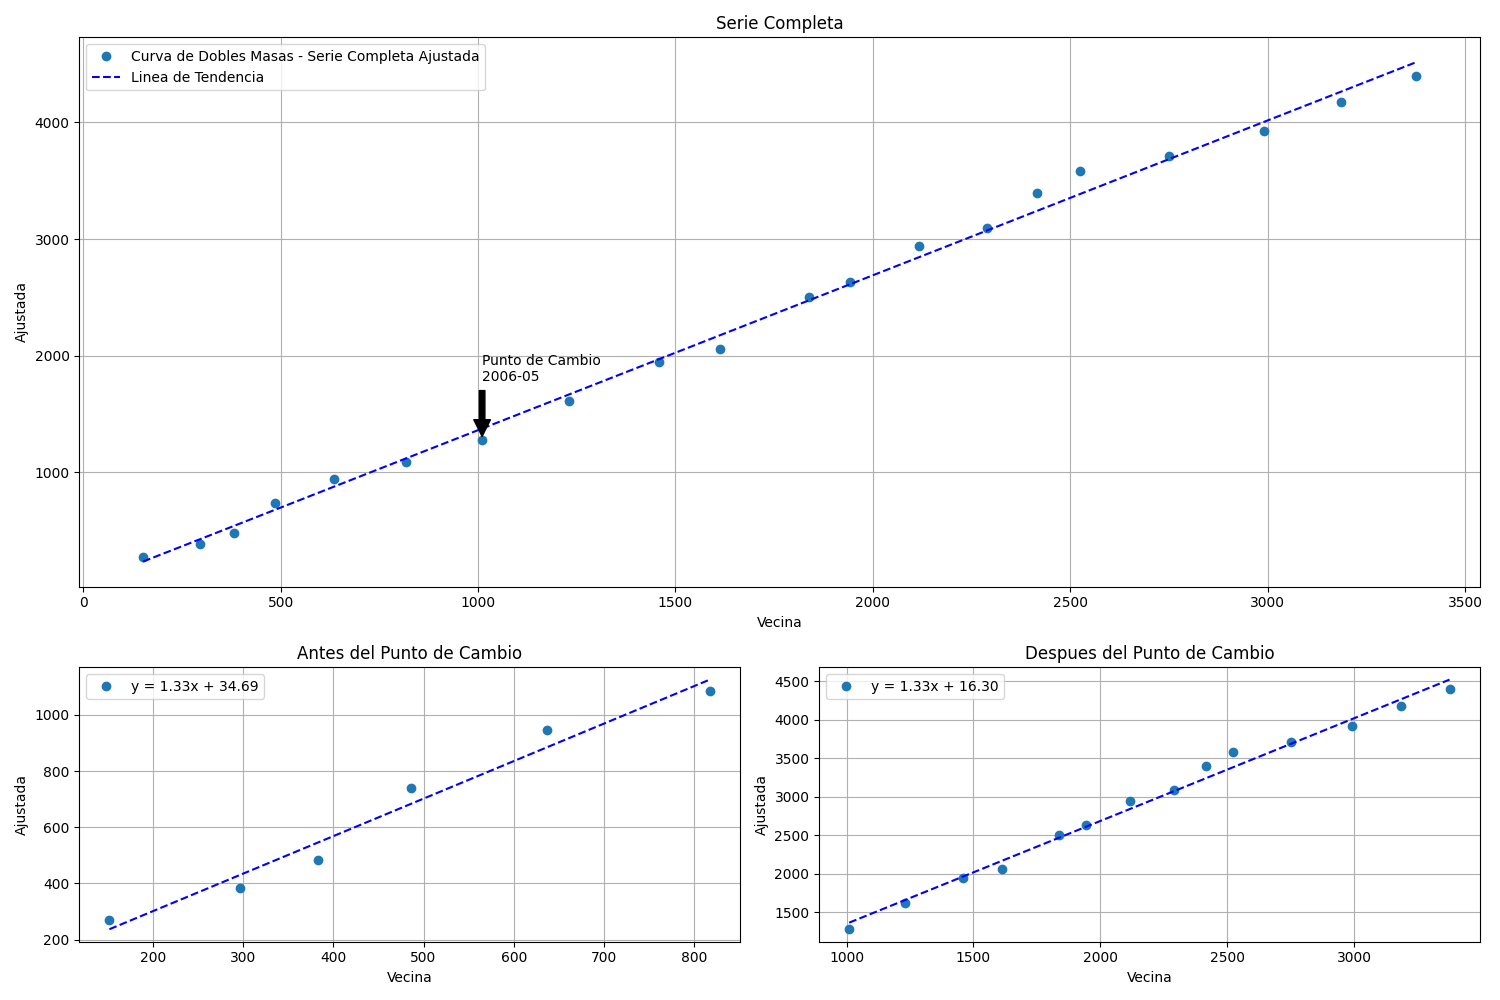 Serie Completa
Curva de Dobles Masas - Serie Completa Ajustada
Linea de Tendencia
4000
3000
2000
1000
Ajustada
Punto de Cambio
2006-05
0
500
1000
1500
2000
2500
3000
3500
Vecina
Antes del Punto de Cambio
y = 1.33x + 34.69
1000
800
600
400
200
Ajustada
200
300
400
500
600
700
800
Vecina
Despues del Punto de Cambio
y = 1.33x + 16.30
4500
4000
3500
3000
2500
2000
1500
Ajustada
1000
1500
2000
2500
3000
Vecina